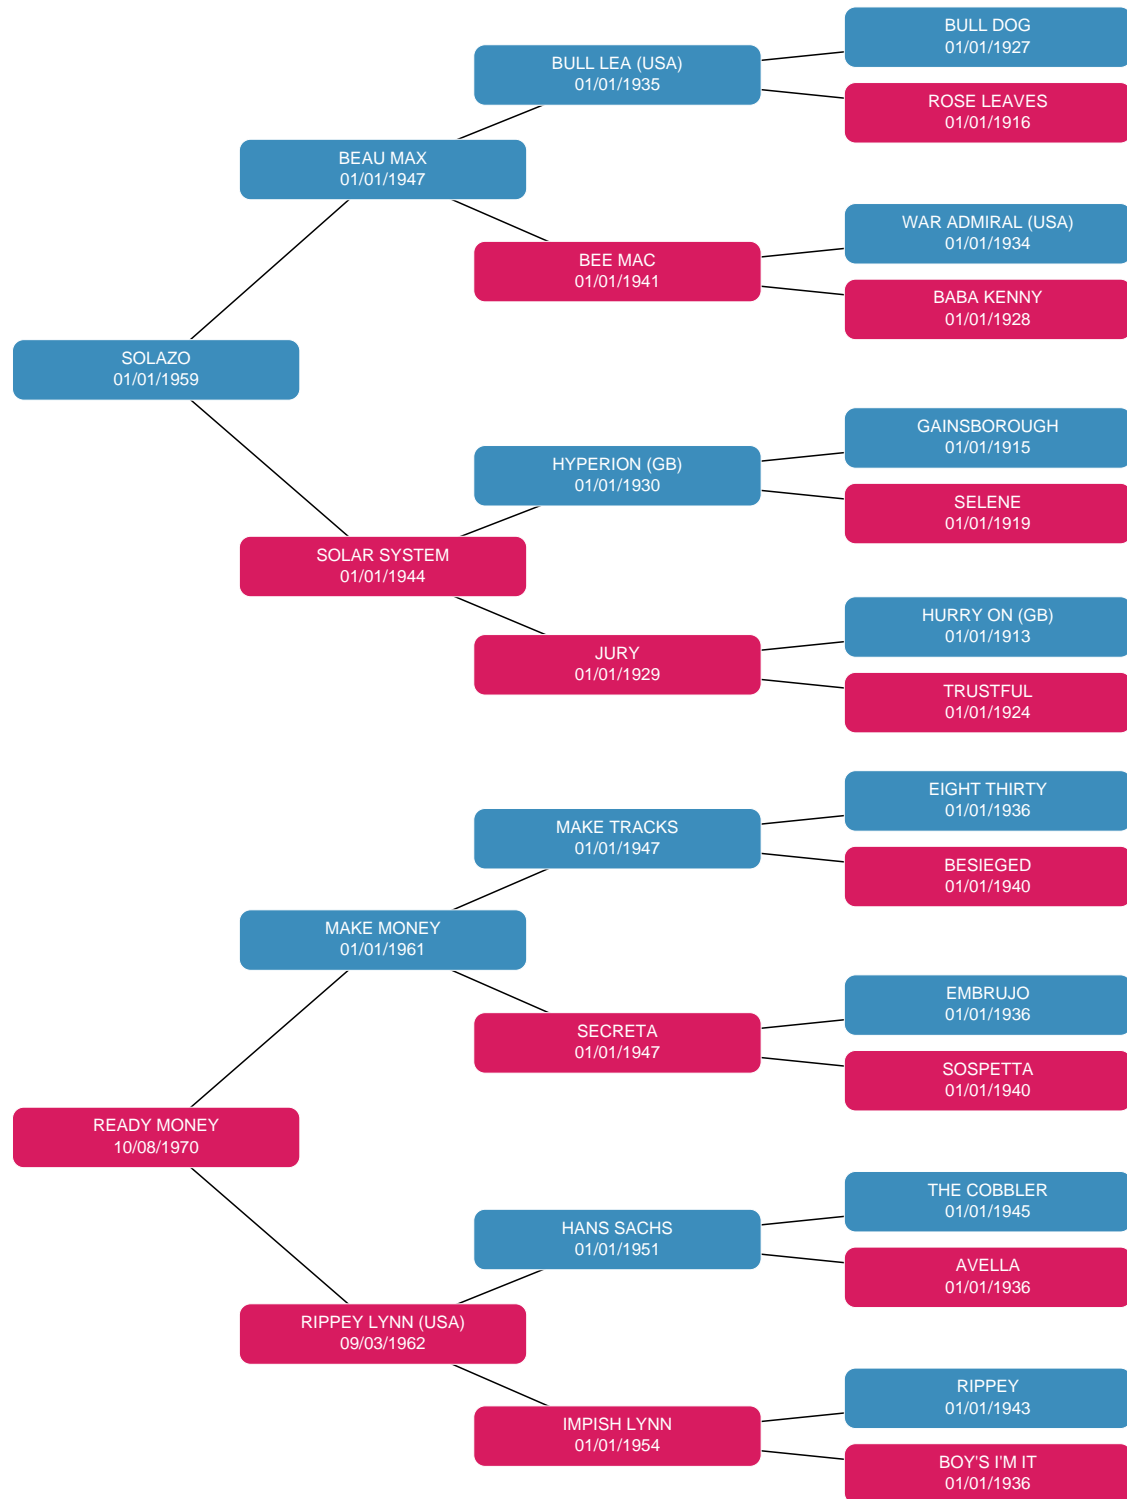 BULL DOG
01/01/1927
BULL LEA (USA)
01/01/1935
ROSE LEAVES
01/01/1916
BEAU MAX
01/01/1947
WAR ADMIRAL (USA)
01/01/1934
BEE MAC
01/01/1941
BABA KENNY
01/01/1928
SOLAZO
01/01/1959
GAINSBOROUGH
01/01/1915
HYPERION (GB)
01/01/1930
SELENE
01/01/1919
SOLAR SYSTEM
01/01/1944
HURRY ON (GB)
01/01/1913
JURY
01/01/1929
TRUSTFUL
01/01/1924
EIGHT THIRTY
01/01/1936
MAKE TRACKS
01/01/1947
BESIEGED
01/01/1940
MAKE MONEY
01/01/1961
EMBRUJO
01/01/1936
SECRETA
01/01/1947
SOSPETTA
01/01/1940
READY MONEY
10/08/1970
THE COBBLER
01/01/1945
HANS SACHS
01/01/1951
AVELLA
01/01/1936
RIPPEY LYNN (USA)
09/03/1962
RIPPEY
01/01/1943
IMPISH LYNN
01/01/1954
BOY'S I'M IT
01/01/1936